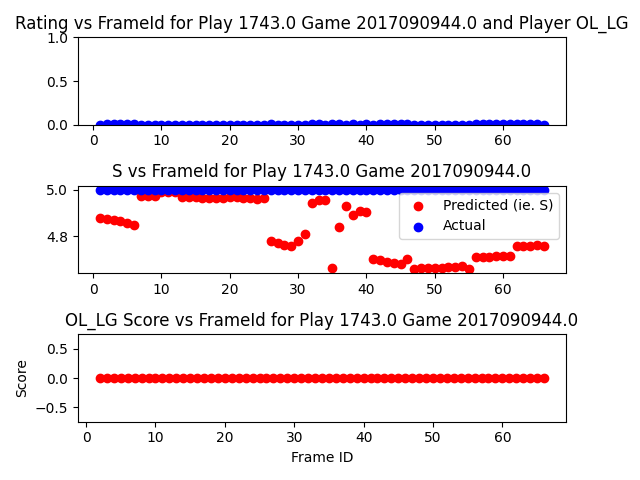 Rating vs FrameId for Play 1743.0 Game 2017090944.0 and Player OL_LG
1.0
0.5
0.0
0 10 20 30 40 50 60
S vs FrameId for Play 1743.0 Game 2017090944.0
5.0
4.8
Predicted (ie. S)
Actual
0 10 20 30 40 50 60
OL_LG Score vs FrameId for Play 1743.0 Game 2017090944.0
Score
0.5
0.0
−0.5
0 10 20 30 40 50 60
Frame ID